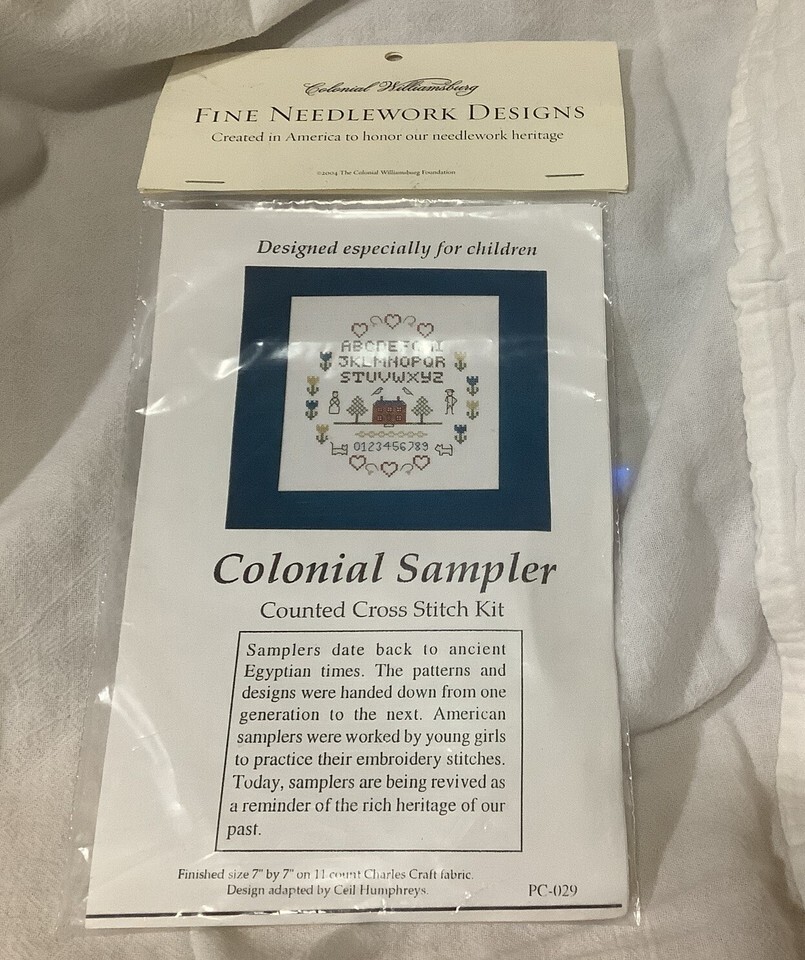 Colonial Williamsburg
FINE NEEDLEWORK DESIGNS
Created in America to honor our needlework heritage
©2004 The Colonial Williamsburg Foundation
Designed especially for children
JKLMNOPQR
STUVWXYZ
0123456789
Colonial Sampler
Counted Cross Stitch Kit
Samplers date back to ancient
Egyptian times. The patterns and
designs were handed down from one
generation to the next. American
samplers were worked by young girls
to practice their embroidery stitches.
Today, samplers are being revived as
a reminder of the rich heritage of our
past.
Finished size 7" by 7" on 11 count Charles Craft fabric.
Design adapted by Ceil Humphreys.
PC-029